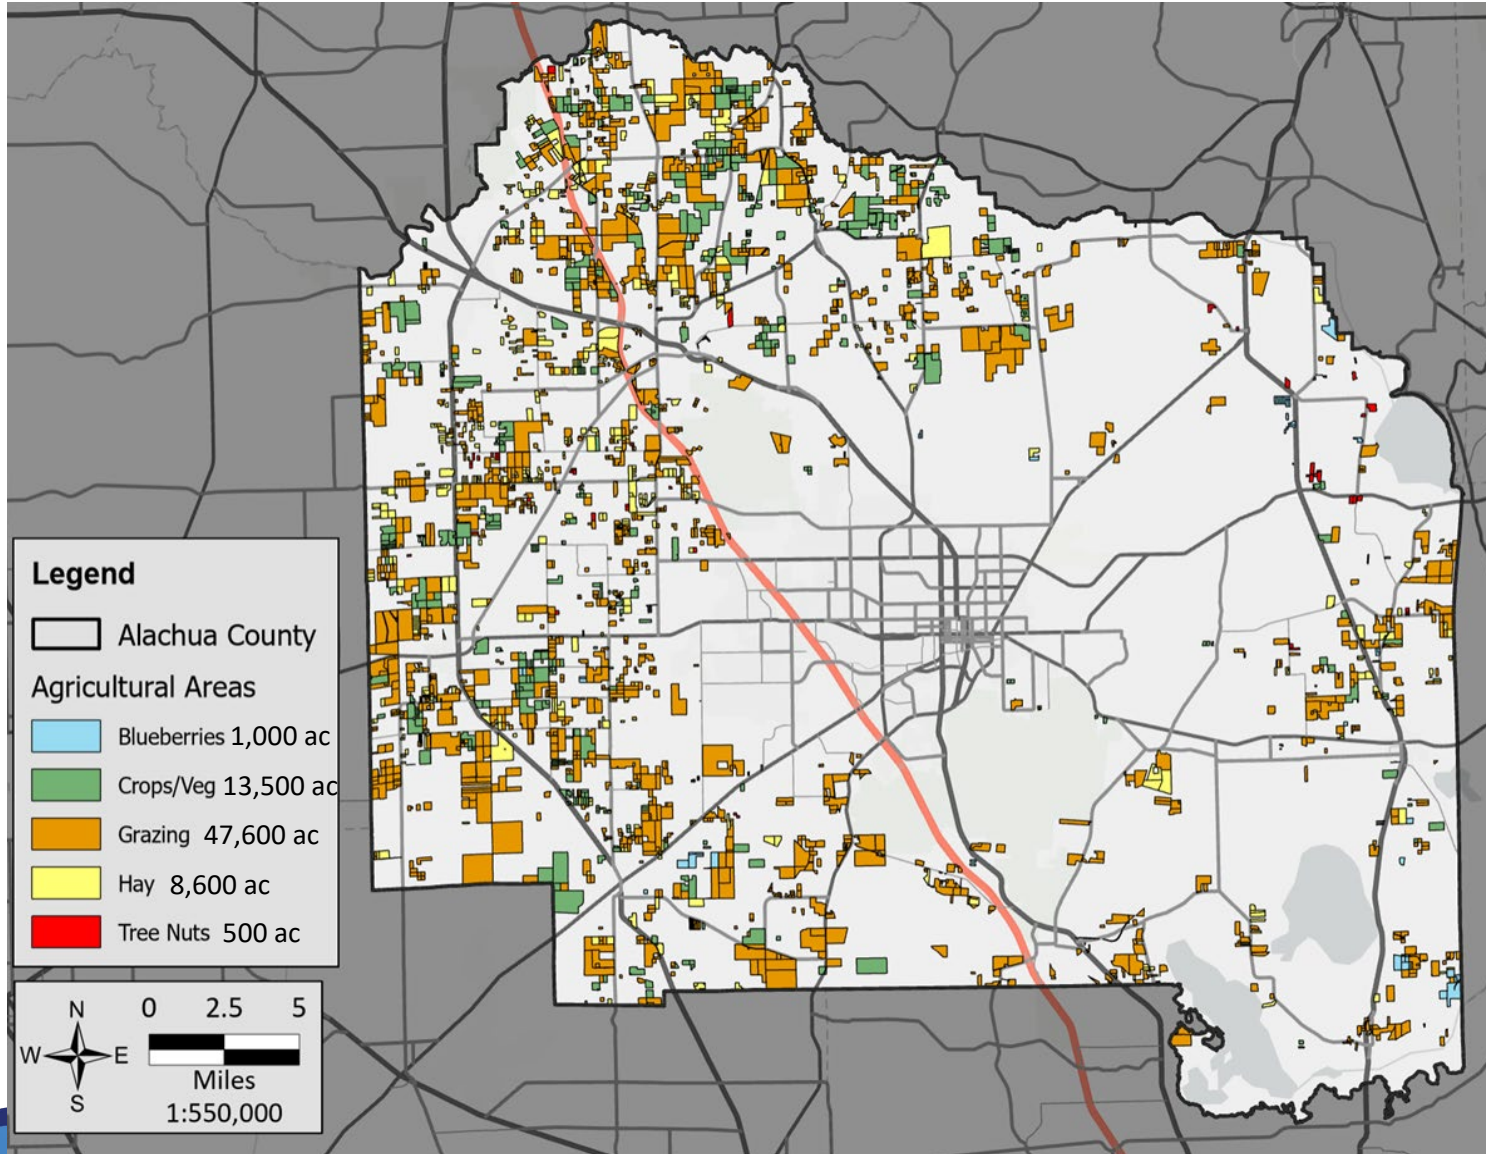 Legend
Alachua County
Agricultural Areas
Blueberries 1,000 ac
Crops/Veg 13,500 ac
Grazing 47,600 ac
Hay 8,600 ac
Tree Nuts 500 ac
N
W E
S
0 2.5 5
Miles
1:550,000